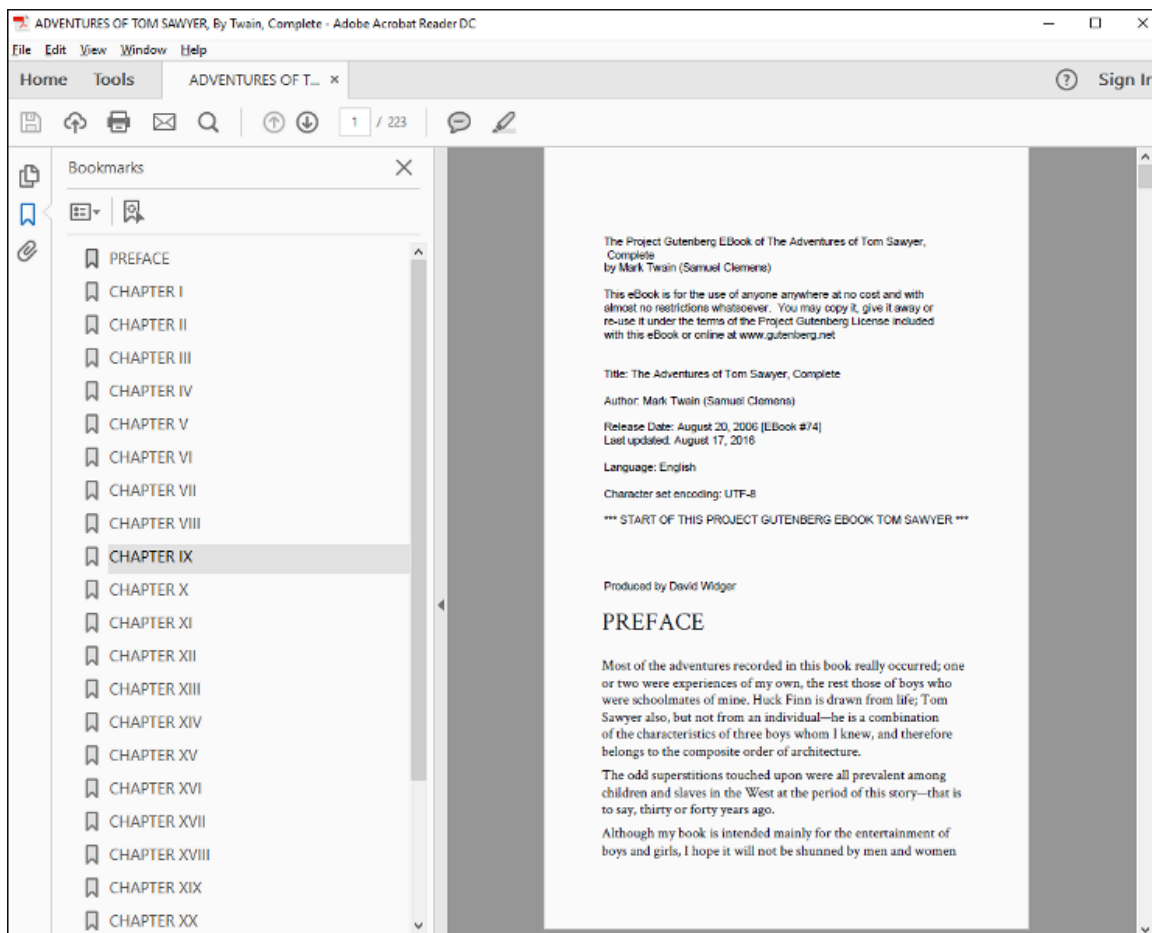 ADVENTURES OF TOM SAWYER, By Twain, Complete - Adobe Acrobat Reader DC
File Edit View Window Help
Home Tools ADVENTURES OF T... × ? Sign In
1 / 223
Bookmarks
PREFACE
CHAPTER I
CHAPTER II
CHAPTER III
CHAPTER IV
CHAPTER V
CHAPTER VI
CHAPTER VII
CHAPTER VIII
CHAPTER IX
CHAPTER X
CHAPTER XI
CHAPTER XII
CHAPTER XIII
CHAPTER XIV
CHAPTER XV
CHAPTER XVI
CHAPTER XVII
CHAPTER XVIII
CHAPTER XIX
CHAPTER XX
The Project Gutenberg EBook of The Adventures of Tom Sawyer,
Complete
by Mark Twain (Samuel Clemens)
This eBook is for the use of anyone anywhere at no cost and with
almost no restrictions whatsoever. You may copy it, give it away or
re-use it under the terms of the Project Gutenberg License included
with this eBook or online at www.gutenberg.net
Title: The Adventures of Tom Sawyer, Complete
Author: Mark Twain (Samuel Clemens)
Release Date: August 20, 2006 [EBook #74]
Last updated: August 17, 2016
Language: English
Character set encoding: UTF-8
*** START OF THIS PROJECT GUTENBERG EBOOK TOM SAWYER ***
Produced by David Widger
PREFACE
Most of the adventures recorded in this book really occurred; one
or two were experiences of my own, the rest those of boys who
were schoolmates of mine. Huck Finn is drawn from life; Tom
Sawyer also, but not from an individual—he is a combination
of the characteristics of three boys whom I knew, and therefore
belongs to the composite order of architecture.
The odd superstitions touched upon were all prevalent among
children and slaves in the West at the period of this story—that is
to say, thirty or forty years ago.
Although my book is intended mainly for the entertainment of
boys and girls, I hope it will not be shunned by men and women